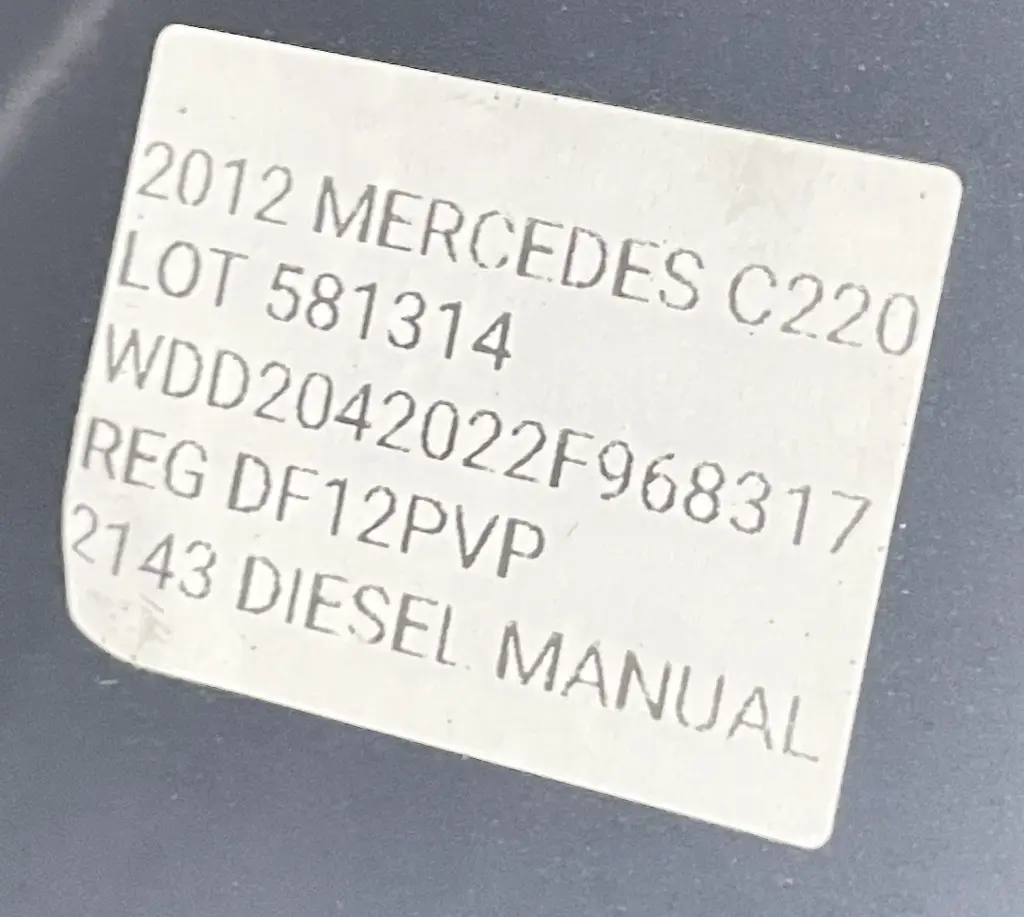 2012 MERCEDES C220
LOT 581314
WDD2042022F968317
REG DF12PVP
2143 DIESEL MANUAL